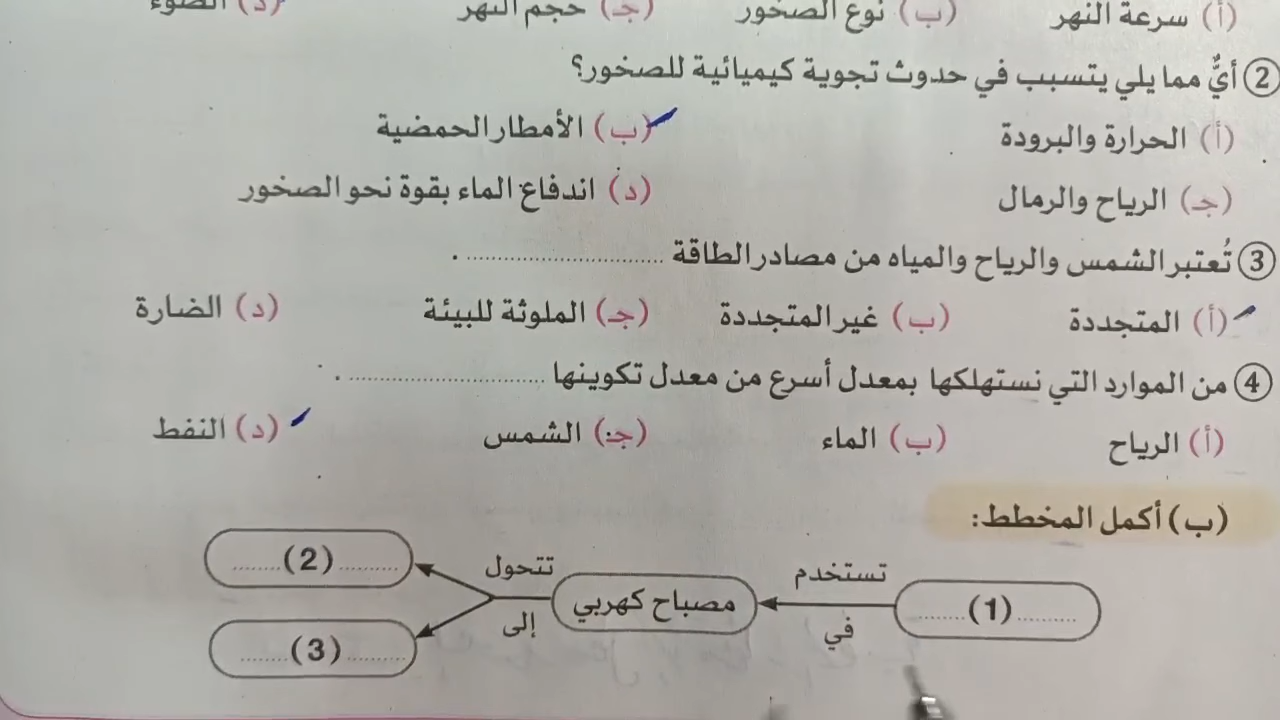 (أ) سرعة النهر (ب) نوع الصخور (جـ) حجم النهر (د) الضوء
② أيٌّ مما يلي يتسبب في حدوث تجوية كيميائية للصخور؟
(أ) الحرارة والبرودة (ب) الأمطار الحمضية
(جـ) الرياح والرمال (د) اندفاع الماء بقوة نحو الصخور
③ تُعتبر الشمس والرياح والمياه من مصادر الطاقة .............................. .
(أ) المتجددة (ب) غير المتجددة (جـ) الملوثة للبيئة (د) الضارة
④ من الموارد التي نستهلكها بمعدل أسرع من معدل تكوينها .............................. .
(أ) الرياح (ب) الماء (جـ) الشمس (د) النفط
(ب) أكمل المخطط:
..........(1)........ تستخدم في مصباح كهربي تتحول إلى ..........(2)........
..........(3)........